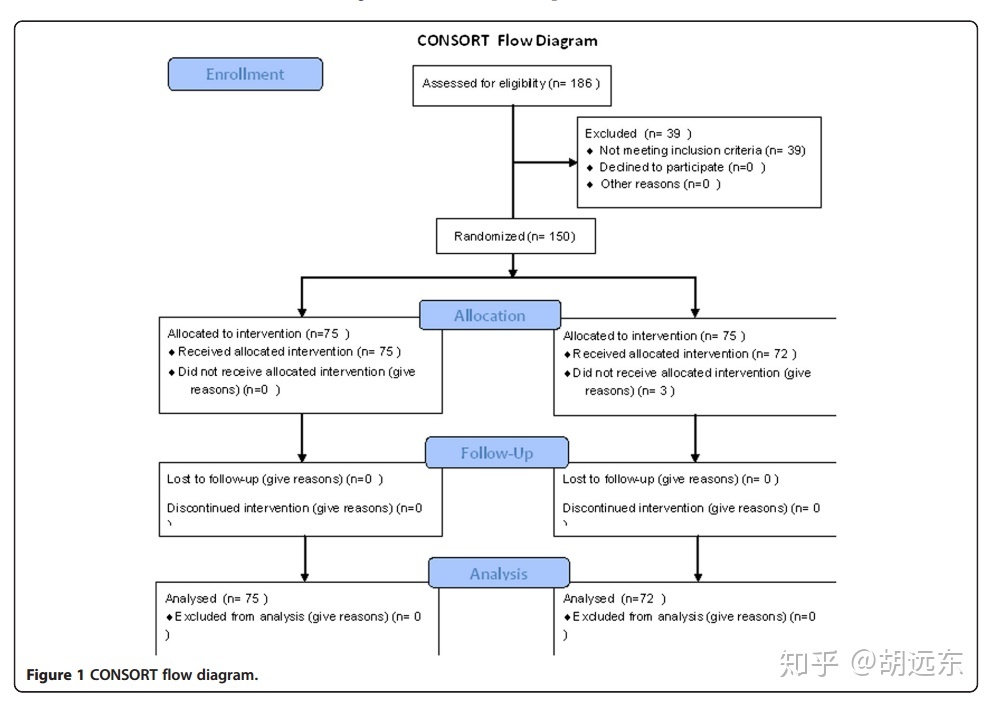 CONSORT Flow Diagram
Enrollment
Assessed for eligibility (n= 186 )
Excluded (n= 39 )
♦ Not meeting inclusion criteria (n= 39)
♦ Declined to participate (n=0 )
♦ Other reasons (n=0 )
Randomized (n= 150)
Allocation
Allocated to intervention (n=75 )
♦ Received allocated intervention (n= 75 )
♦ Did not receive allocated intervention (give
reasons) (n=0 )
Allocated to intervention (n= 75 )
♦ Received allocated intervention (n= 72 )
♦ Did not receive allocated intervention (give
reasons) (n= 3 )
Follow-Up
Lost to follow-up (give reasons) (n=0 )
Discontinued intervention (give reasons) (n=0
)
Lost to follow-up (give reasons) (n= 0 )
Discontinued intervention (give reasons) (n= 0
)
Analysis
Analysed (n= 75 )
♦ Excluded from analysis (give reasons) (n= 0
)
Analysed (n=72 )
♦ Excluded from analysis (give reasons) (n=0
)
Figure 1 CONSORT flow diagram.
知乎 @胡远东